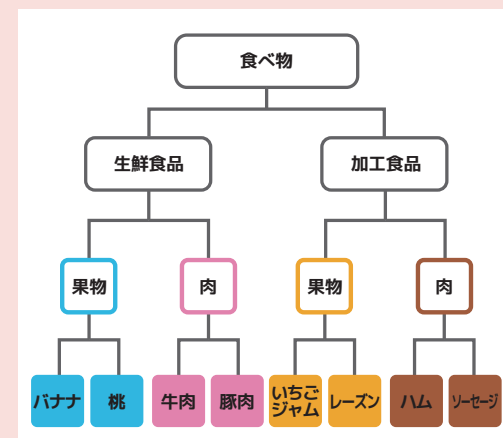 食べ物
生鮮食品
加工食品
果物
肉
果物
肉
バナナ
桃
牛肉
豚肉
いちご
ジャム
レーズン
ハム
ソーセージ